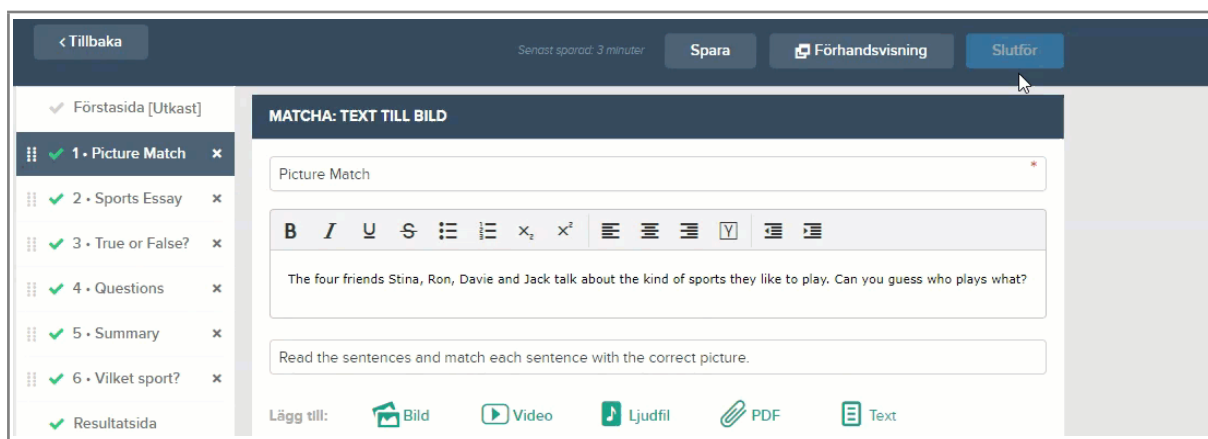 Tillbaka
Senast sparad: 3 minuter
Spara
Förhandsvisning
Slutför
Förstasida [Utkast]
1 • Picture Match
2 • Sports Essay
3 • True or False?
4 • Questions
5 • Summary
6 • Vilket sport?
Resultatsida
MATCHA: TEXT TILL BILD
Picture Match *
B I U S x₂ x² Y
The four friends Stina, Ron, Davie and Jack talk about the kind of sports they like to play. Can you guess who plays what?
Read the sentences and match each sentence with the correct picture.
Lägg till: Bild Video Ljudfil PDF Text